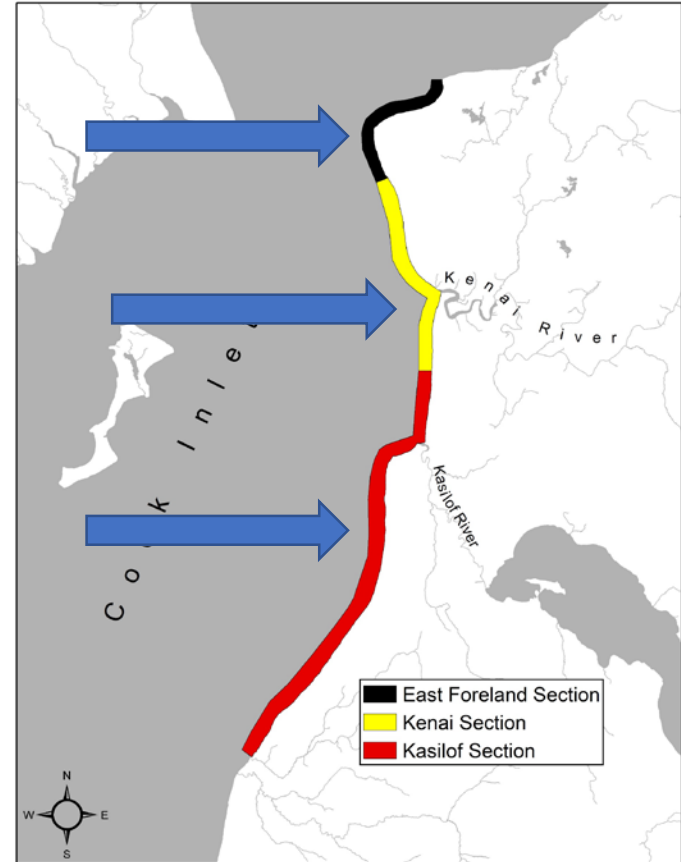 Kenai River
Cook Inlet
Kasilof River
East Foreland Section
Kenai Section
Kasilof Section
N
W E
S